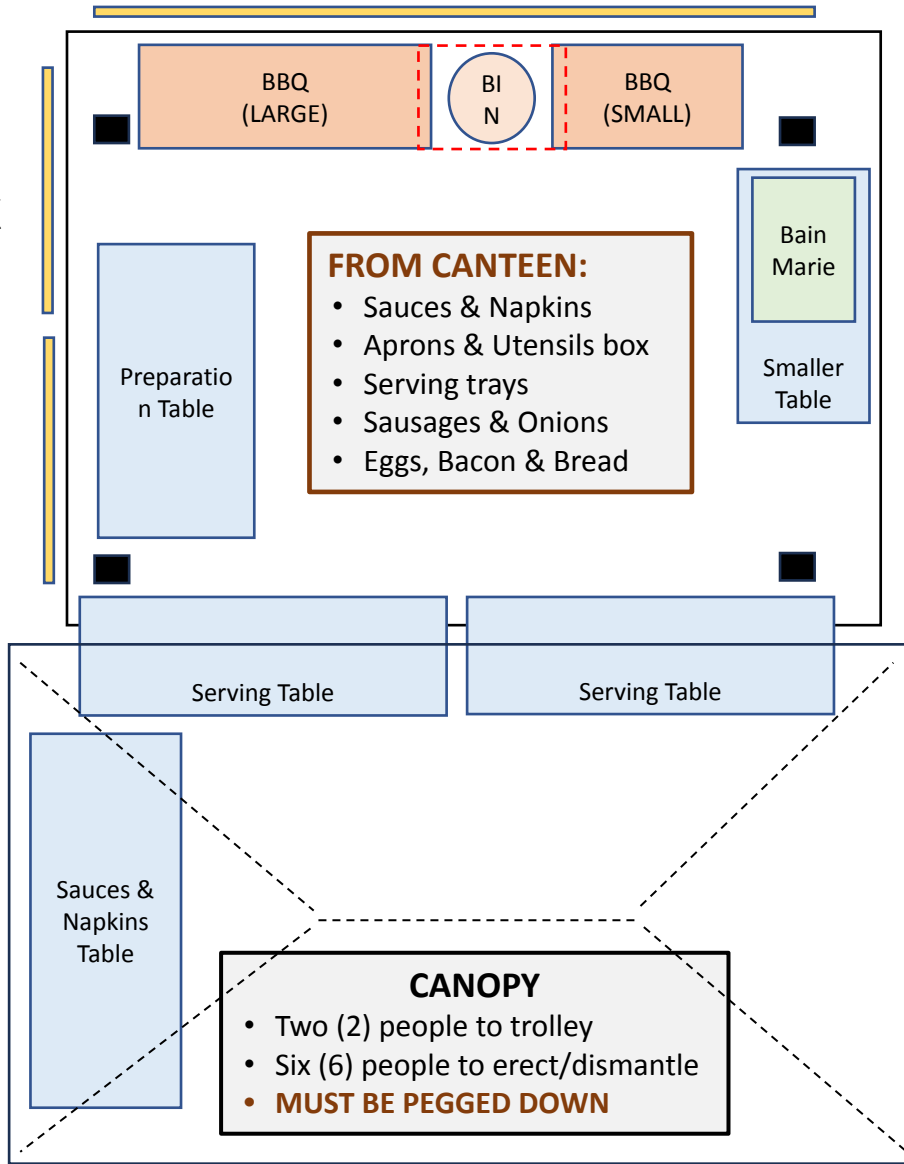 BBQ
(LARGE)
BI
N
BBQ
(SMALL)
Bain
Marie
Smaller
Table
FROM CANTEEN:
• Sauces & Napkins
• Aprons & Utensils box
• Serving trays
• Sausages & Onions
• Eggs, Bacon & Bread
Preparatio
n Table
Serving Table
Serving Table
Sauces &
Napkins
Table
CANOPY
• Two (2) people to trolley
• Six (6) people to erect/dismantle
• MUST BE PEGGED DOWN